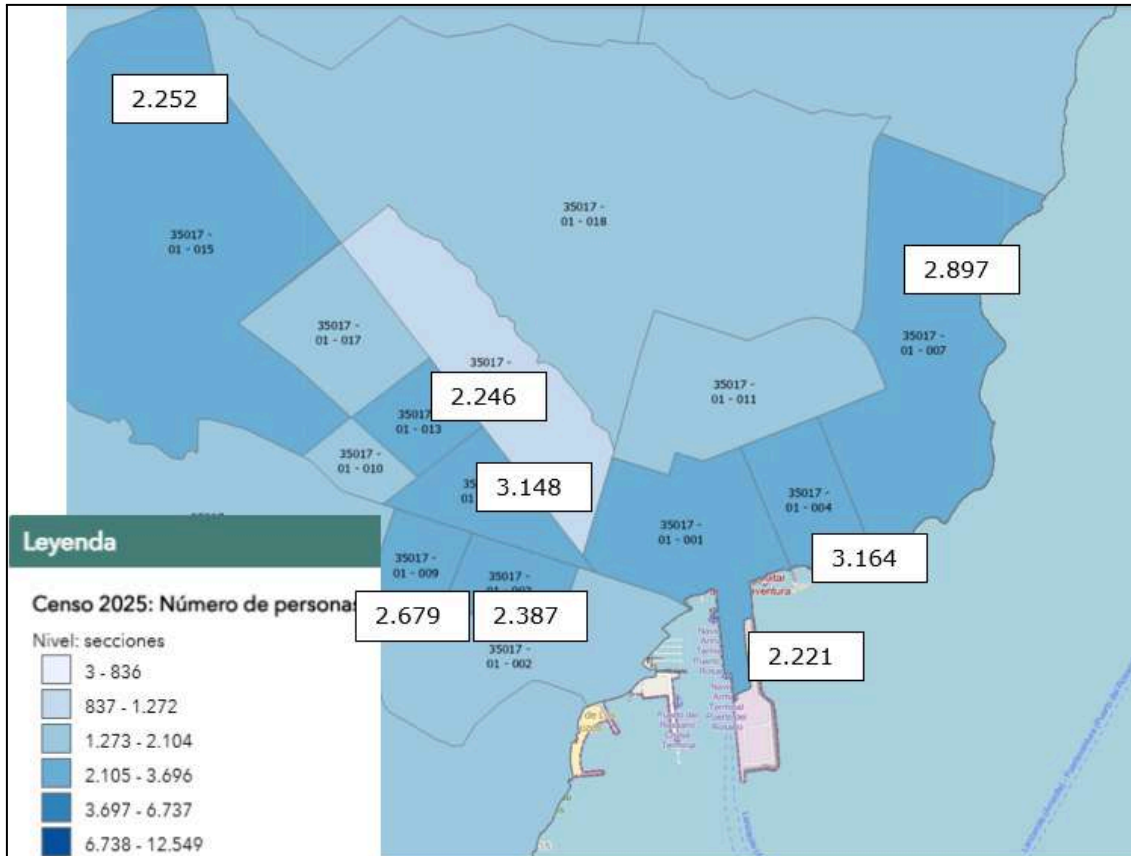 2.252
35017 -
01 - 018
35017 -
01 - 015
2.897
35017 -
01 - 017
35017 -
01 - 007
35017 -
2.246
35017 -
01 - 011
35017
01 - 013
35017 -
01 - 010
3.148
35017 -
01 - 004
35017 -
01 - 001
Leyenda
35017 -
01 - 009
35017 -
3.164
Censo 2025: Número de personas
2.679
2.387
Nivel: secciones
35017 -
01 - 002
2.221
3 - 836
837 - 1.272
1.273 - 2.104
2.105 - 3.696
3.697 - 6.737
6.738 - 12.549
Puerto del
Rosario
Terminal